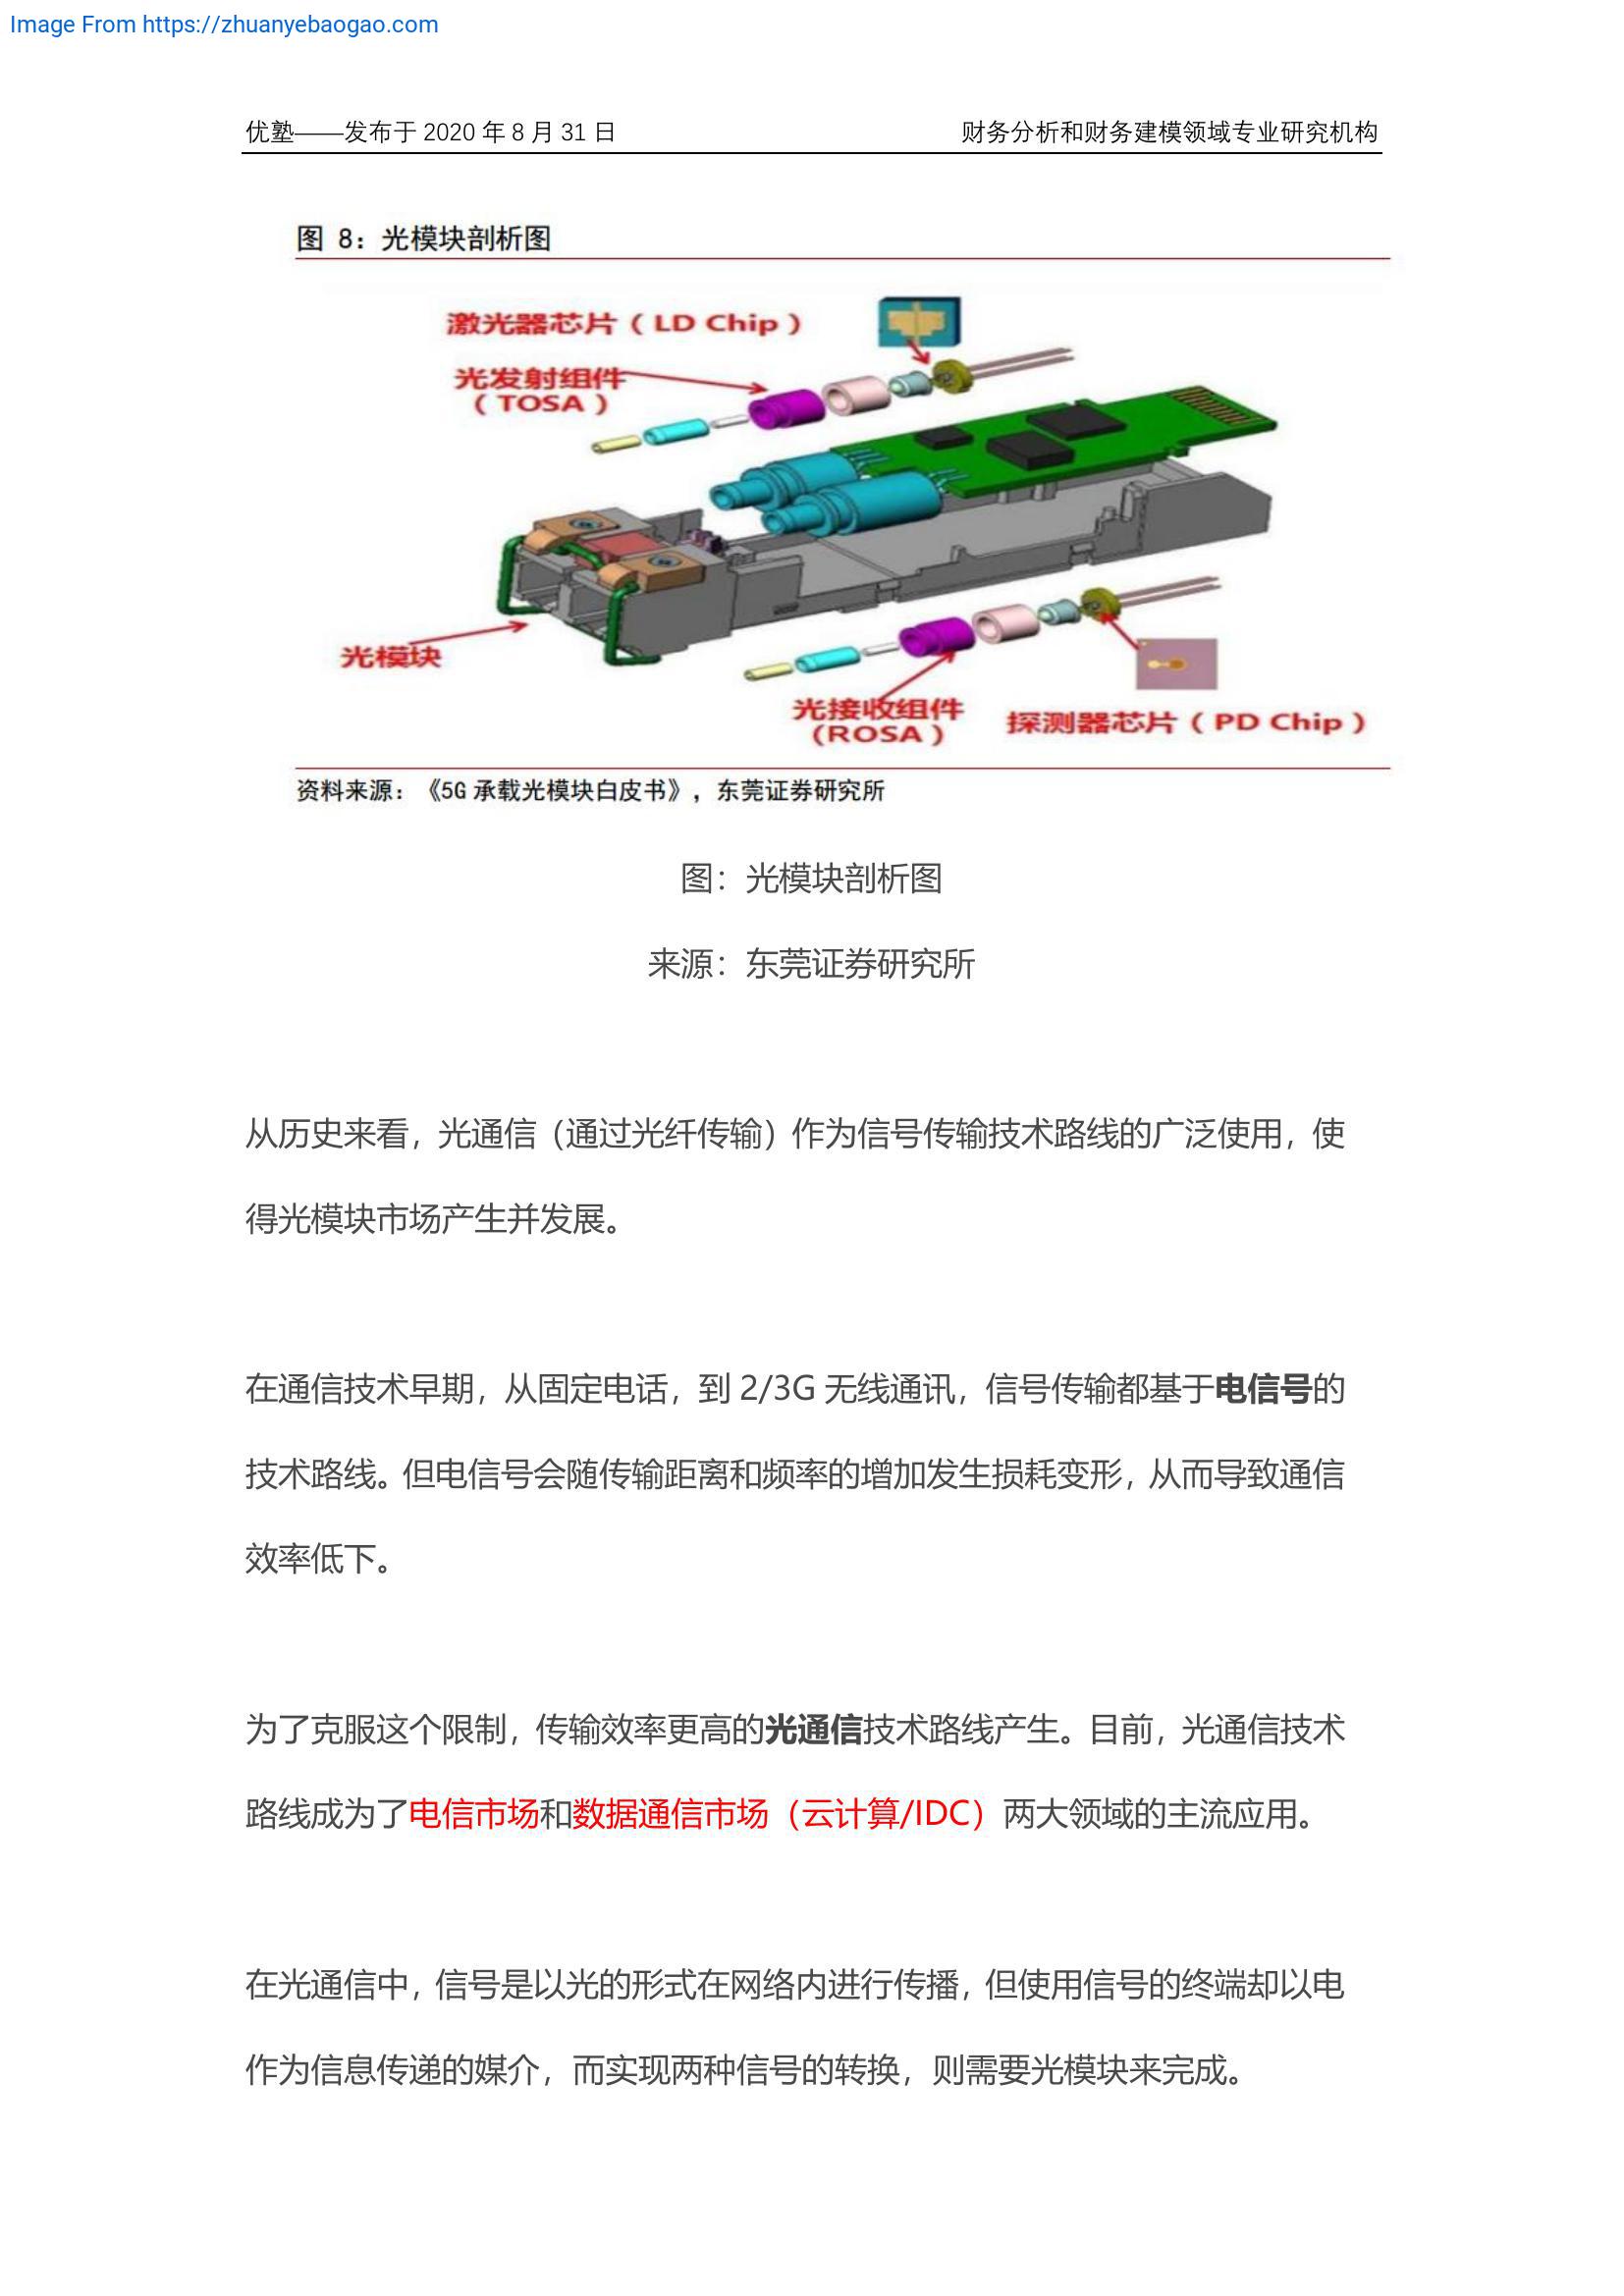 Image From https://zhuanyebaogao.com
优塾——发布于 2020 年 8 月 31 日
财务分析和财务建模领域专业研究机构
图 8：光模块剖析图
激光器芯片（LD Chip）
光发射组件
（TOSA）
光模块
光接收组件
(ROSA）
探测器芯片（PD Chip）
资料来源：《5G 承载光模块白皮书》，东莞证券研究所
图：光模块剖析图
来源：东莞证券研究所
从历史来看，光通信（通过光纤传输）作为信号传输技术路线的广泛使用，使
得光模块市场产生并发展。
在通信技术早期，从固定电话，到 2/3G 无线通讯，信号传输都基于电信号的
技术路线。但电信号会随传输距离和频率的增加发生损耗变形，从而导致通信
效率低下。
为了克服这个限制，传输效率更高的光通信技术路线产生。目前，光通信技术
路线成为了电信市场和数据通信市场（云计算/IDC）两大领域的主流应用。
在光通信中，信号是以光的形式在网络内进行传播，但使用信号的终端却以电
作为信息传递的媒介，而实现两种信号的转换，则需要光模块来完成。